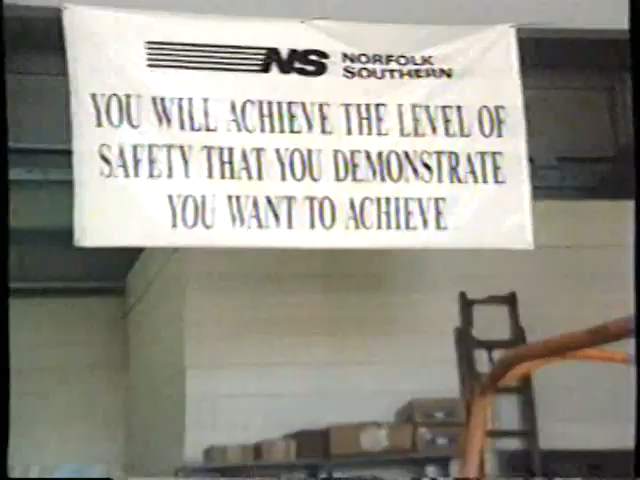 NS NORFOLK
SOUTHERN
YOU WILL ACHIEVE THE LEVEL OF
SAFETY THAT YOU DEMONSTRATE
YOU WANT TO ACHIEVE